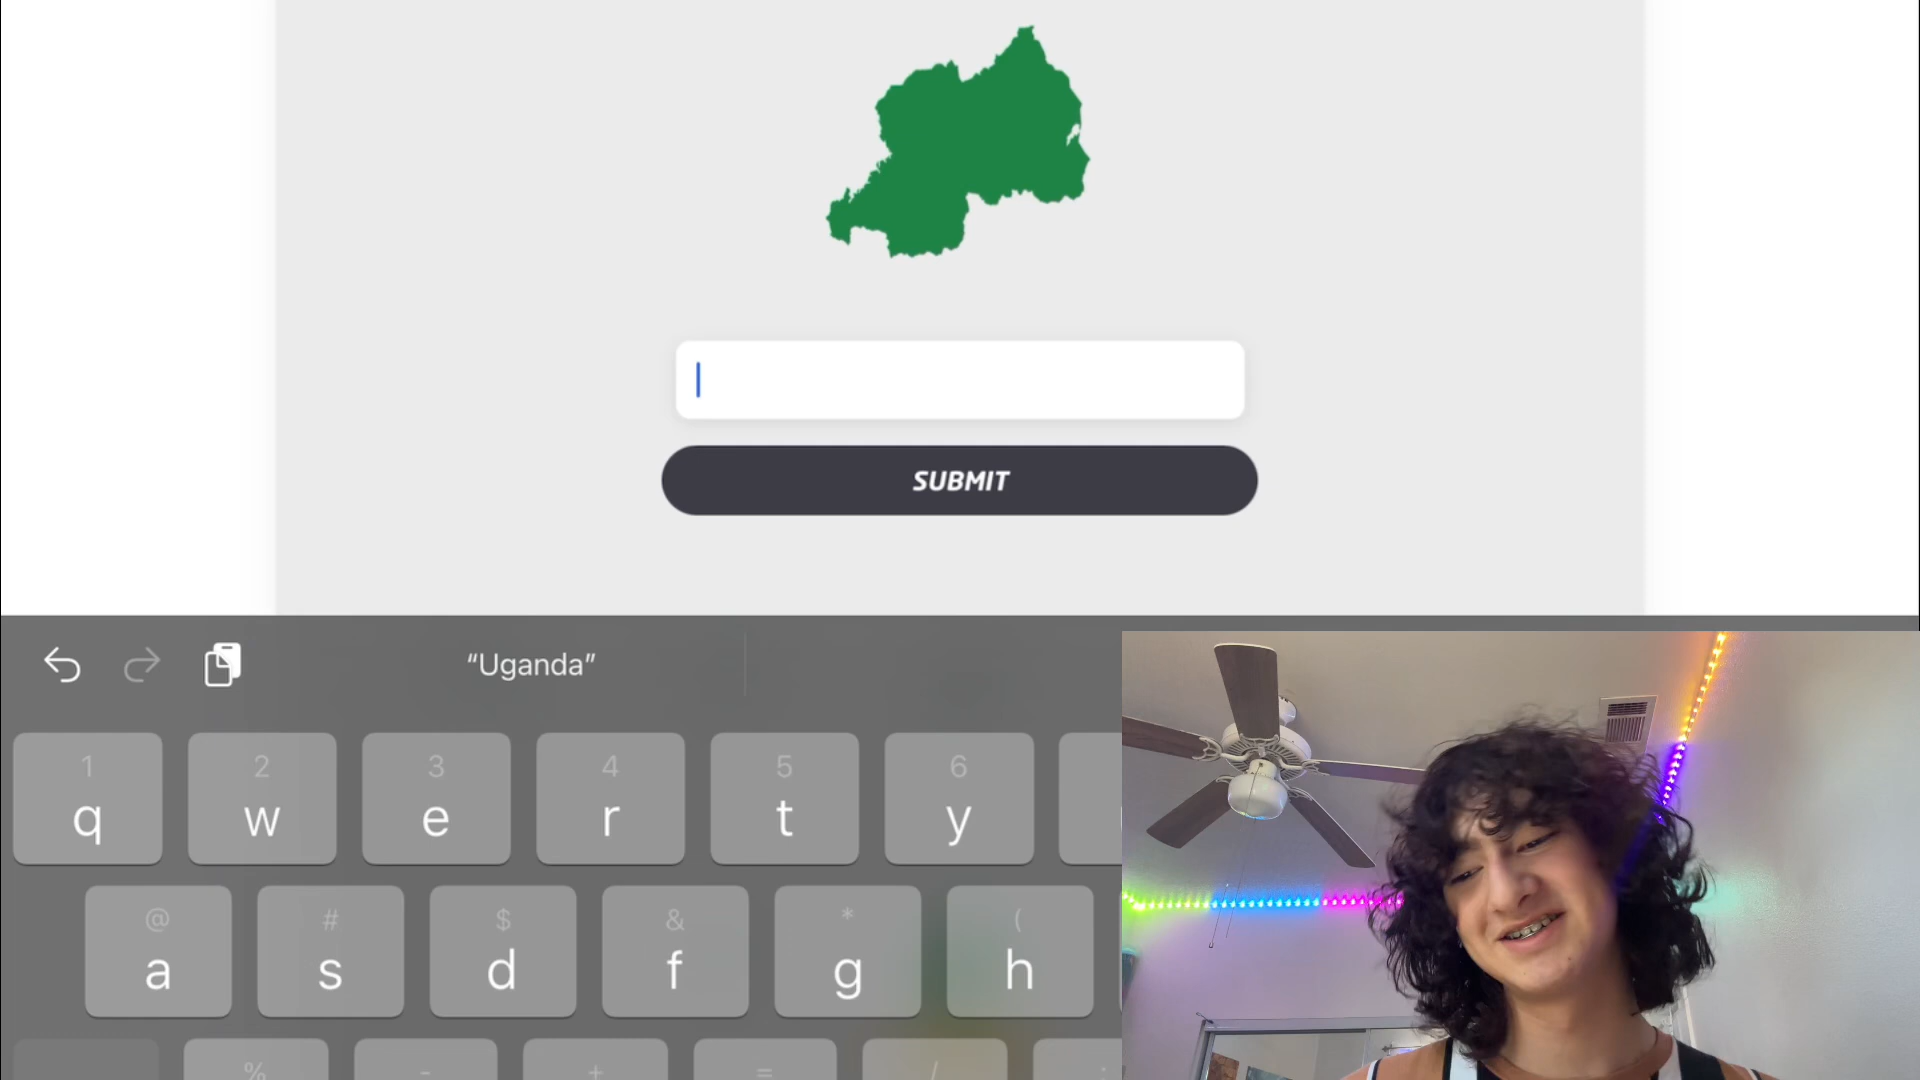 SUBMIT
“Uganda”
1 2 3 4 5 6
q w e r t y
@ # $ & * (
a s d f g h
% - + = /